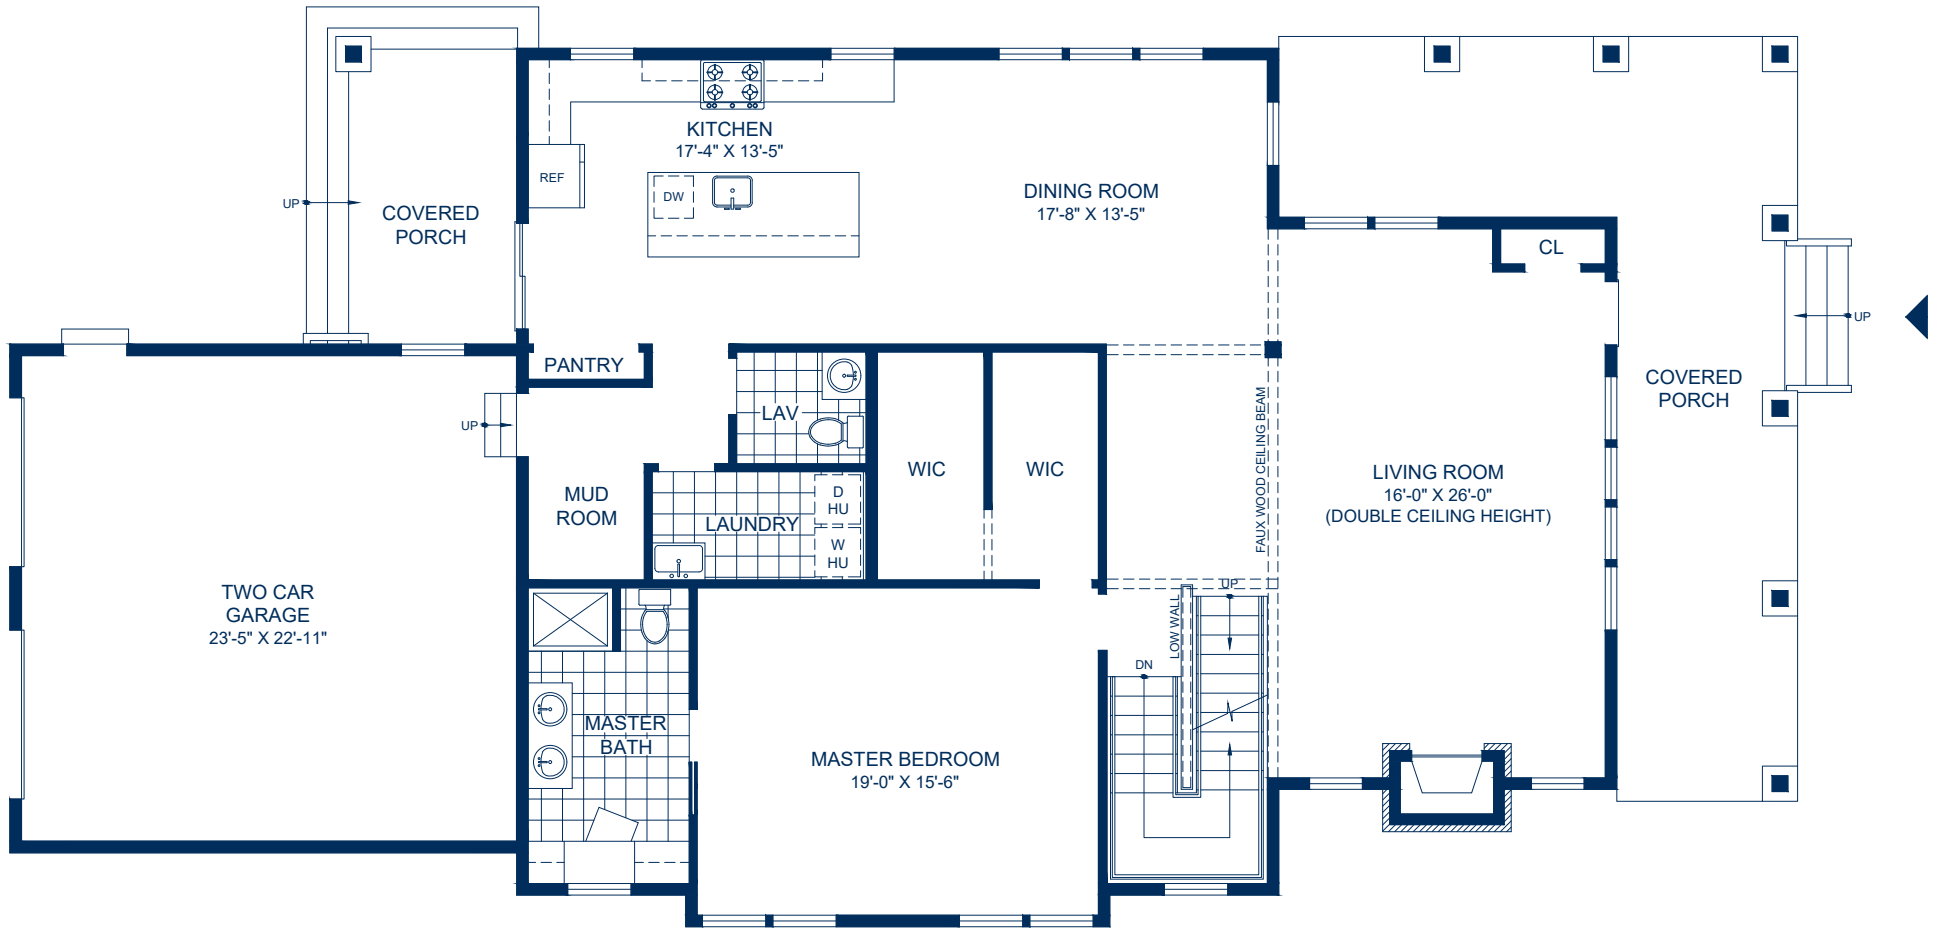 KITCHEN
17'-4" X 13'-5"
REF
DW
DINING ROOM
17'-8" X 13'-5"
UP
COVERED
PORCH
CL
UP
PANTRY
LAV
COVERED
PORCH
UP
WIC
WIC
FAUX WOOD CEILING BEAM
LIVING ROOM
16'-0" X 26'-0"
(DOUBLE CEILING HEIGHT)
MUD
ROOM
LAUNDRY
D
HU
W
HU
TWO CAR
GARAGE
23'-5" X 22'-11"
UP
LOW WALL
DN
MASTER
BATH
MASTER BEDROOM
19'-0" X 15'-6"